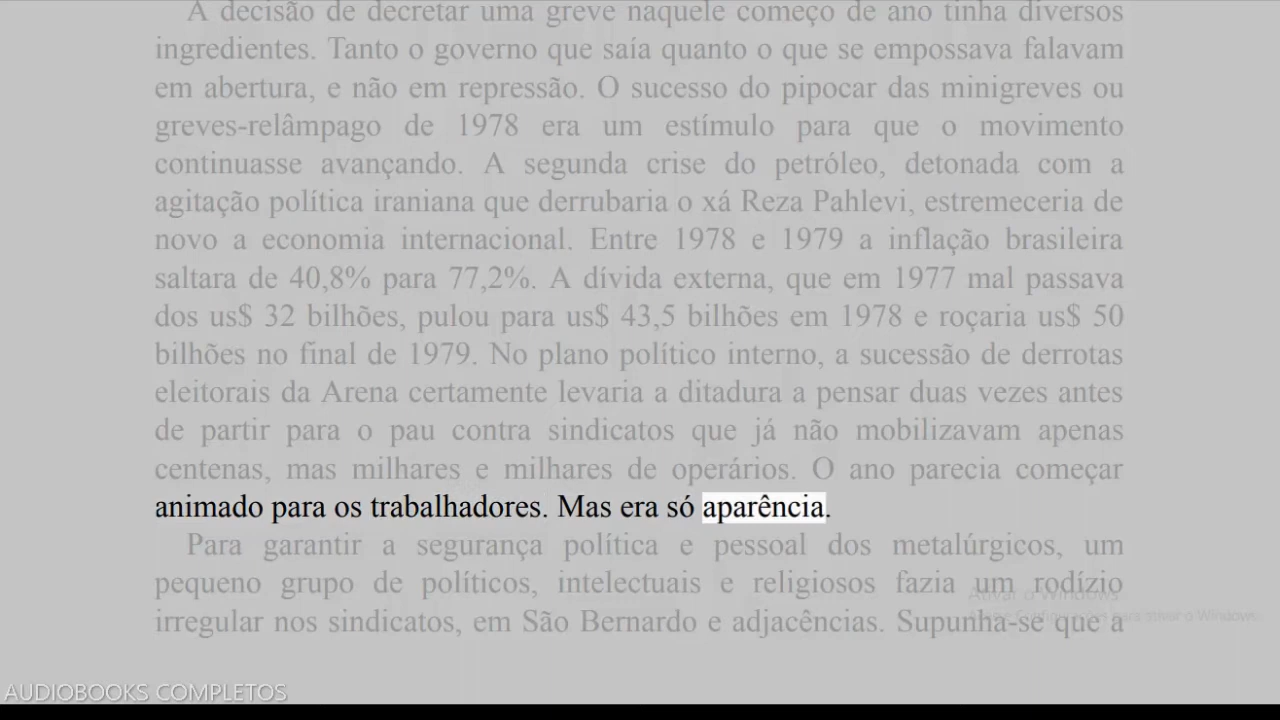 A decisão de decretar uma greve naquele começo de ano tinha diversos
ingredientes. Tanto o governo que saía quanto o que se empossava falavam
em abertura, e não em repressão. O sucesso do pipocar das minigreves ou
greves-relâmpago de 1978 era um estímulo para que o movimento
continuasse avançando. A segunda crise do petróleo, detonada com a
agitação política iraniana que derrubaria o xá Reza Pahlevi, estremeceria de
novo a economia internacional. Entre 1978 e 1979 a inflação brasileira
saltara de 40,8% para 77,2%. A dívida externa, que em 1977 mal passava
dos us$ 32 bilhões, pulou para us$ 43,5 bilhões em 1978 e roçaria us$ 50
bilhões no final de 1979. No plano político interno, a sucessão de derrotas
eleitorais da Arena certamente levaria a ditadura a pensar duas vezes antes
de partir para o pau contra sindicatos que já não mobilizavam apenas
centenas, mas milhares e milhares de operários. O ano parecia começar
animado para os trabalhadores. Mas era só aparência.
Para garantir a segurança política e pessoal dos metalúrgicos, um
pequeno grupo de políticos, intelectuais e religiosos fazia um rodízio
Ativar o Windows
irregular nos sindicatos, em São Bernardo e adjacências. Supunha-se que a
Acesse Configurações para ativar o Windows.
AUDIOBOOKS COMPLETOS